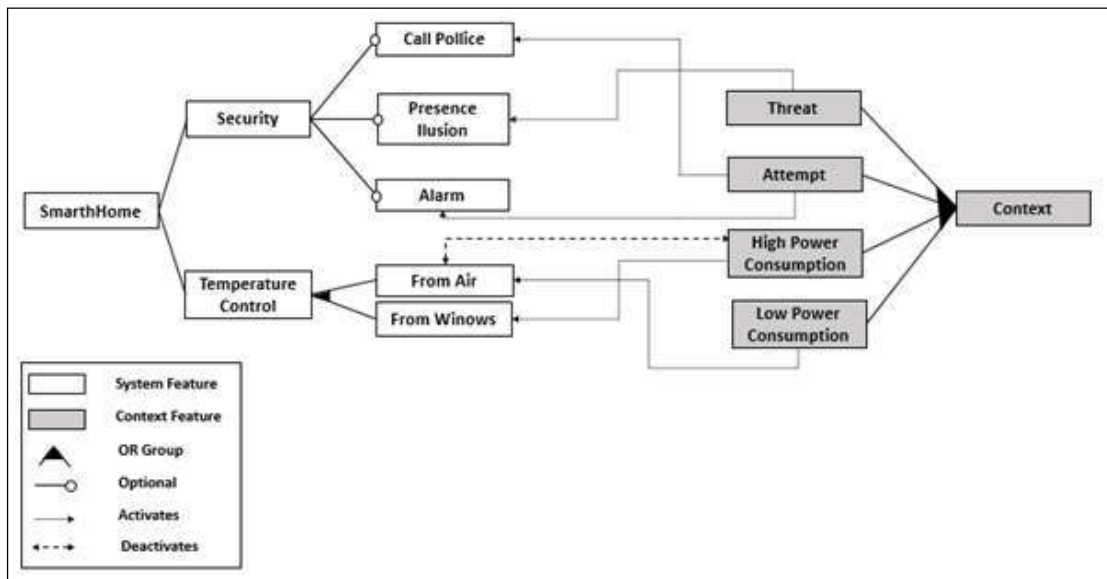 Call Pollice
Presence
Ilusion
Security
Threat
Attempt
Alarm
SmarthHome
Context
High Power
Consumption
Temperature
Control
From Air
From Winows
Low Power
Consumption
System Feature
Context Feature
OR Group
Optional
Activates
Deactivates